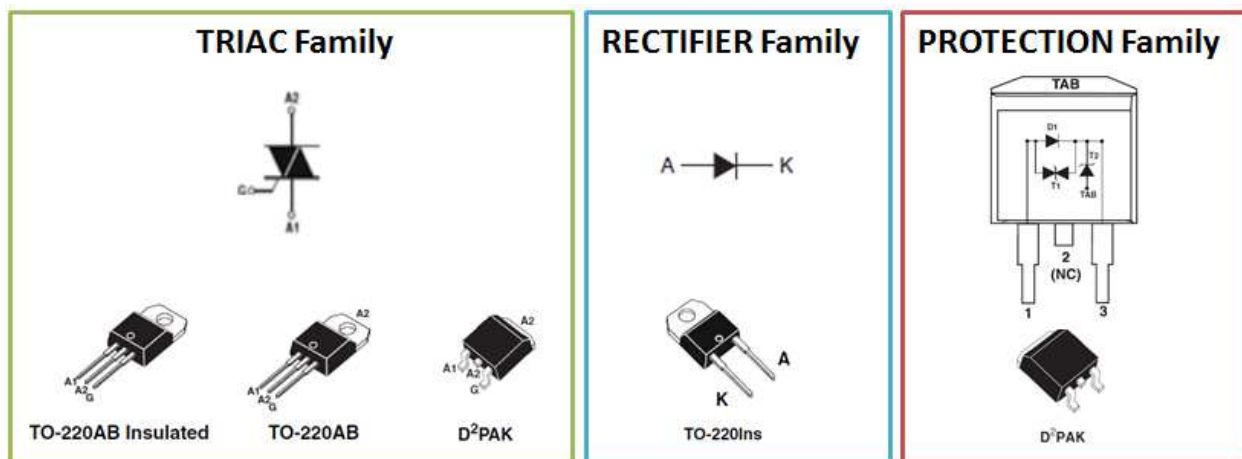 TRIAC Family
A2
G
A1
A1
A2
G
TO-220AB Insulated
A2
A1
A2
G
TO-220AB
A2
A1
A2
G
D²PAK
RECTIFIER Family
A K
A
K
TO-220Ins
PROTECTION Family
TAB
D1
T2
T1
TAB
2
(NC)
1 3
D²PAK